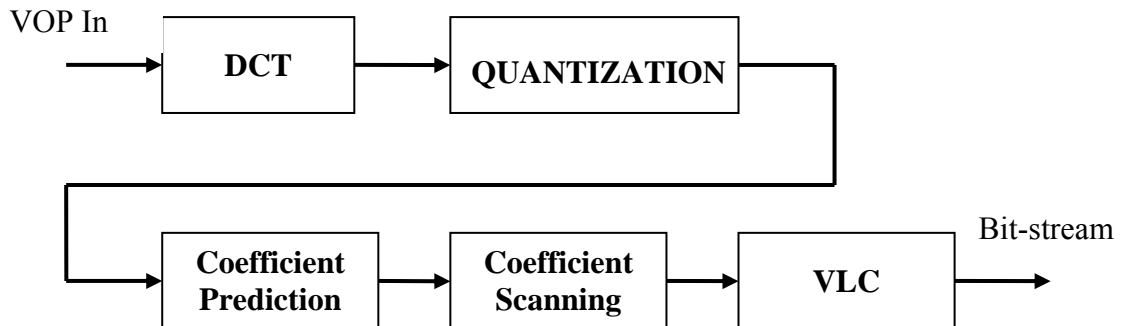 VOP In
DCT
QUANTIZATION
Coefficient
Prediction
Coefficient
Scanning
VLC
Bit-stream